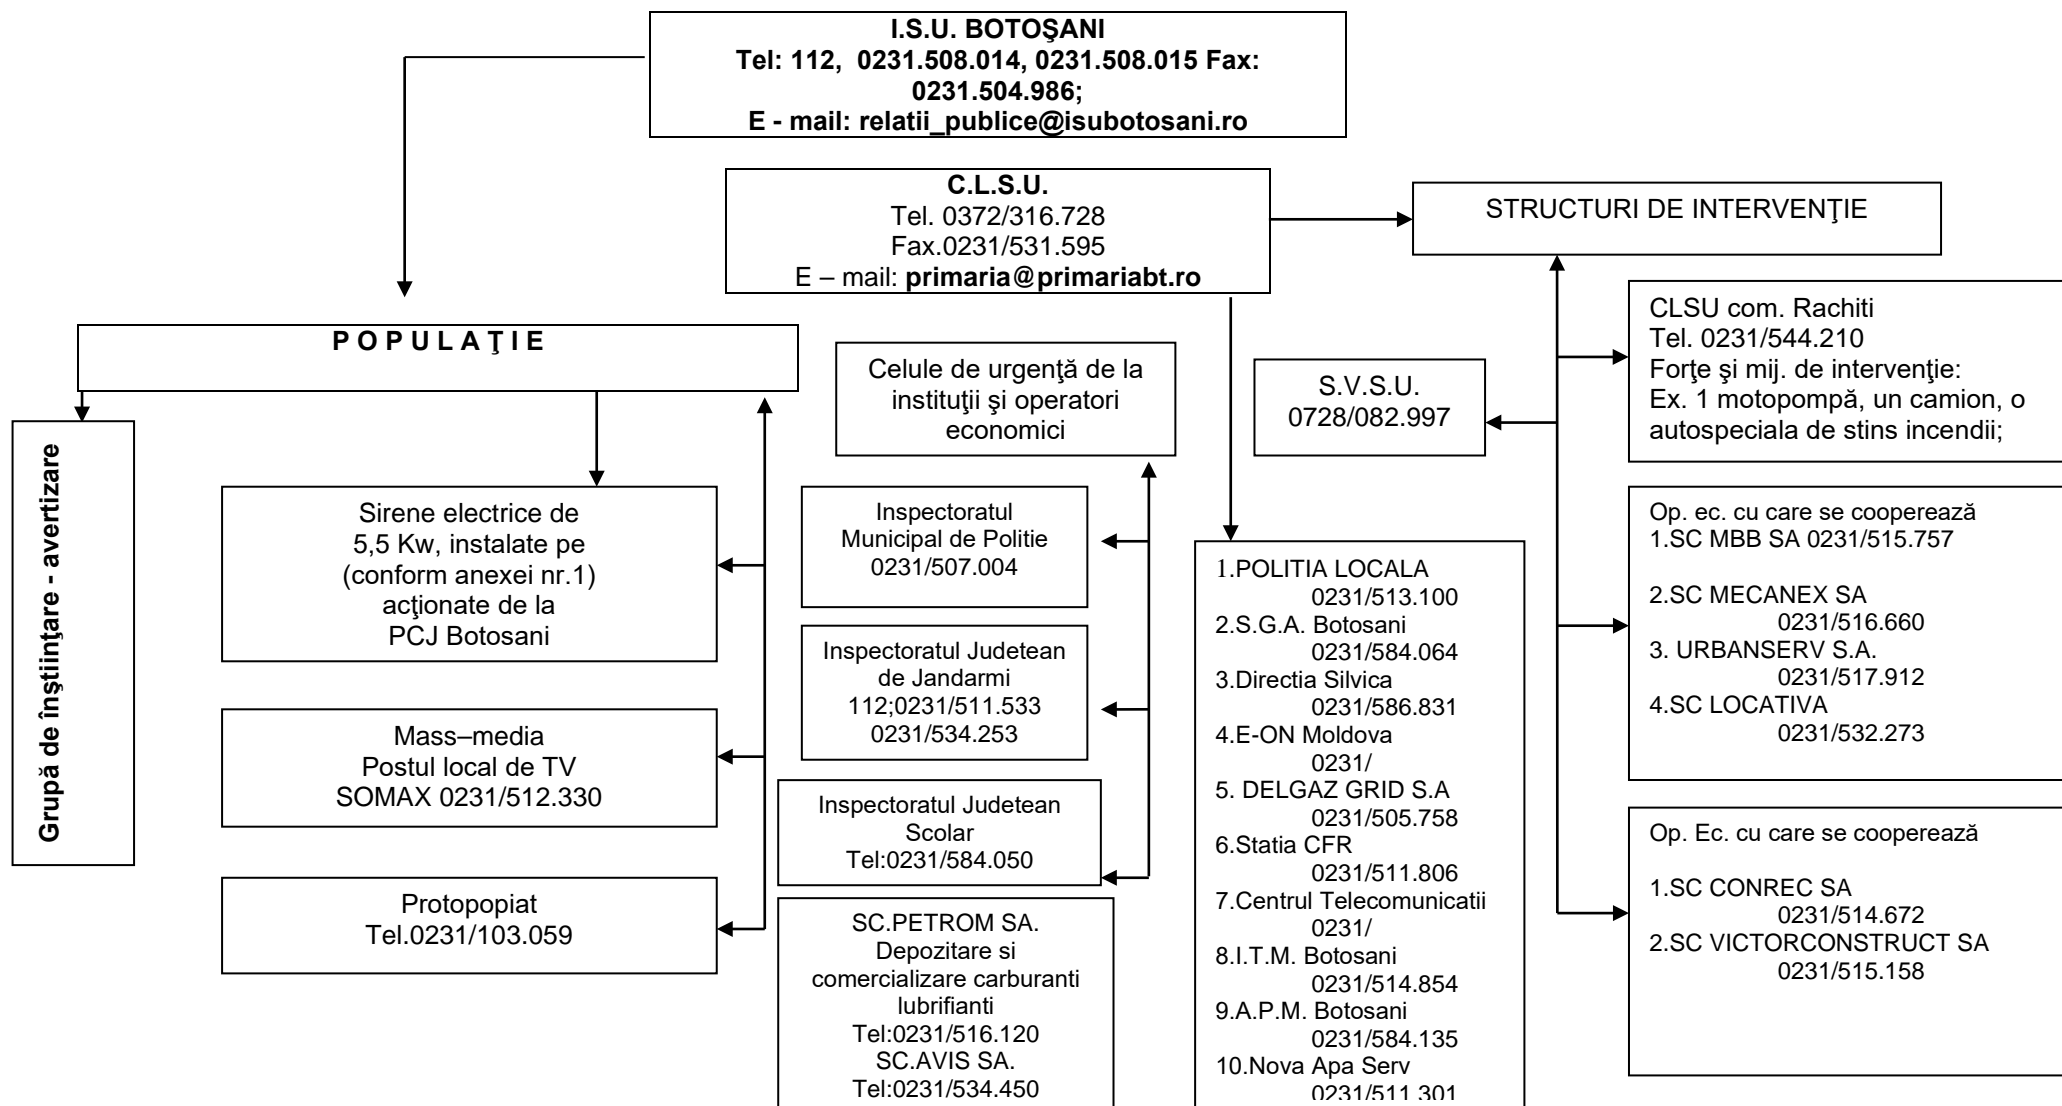 I.S.U. BOTOŞANI
Tel: 112, 0231.508.014, 0231.508.015 Fax:
0231.504.986;
E - mail: relatii_publice@isubotosani.ro
C.L.S.U.
Tel. 0372/316.728
Fax.0231/531.595
E – mail: primaria@primariabt.ro
STRUCTURI DE INTERVENŢIE
P O P U L A Ţ I E
Grupă de înştiinţare - avertizare
Sirene electrice de
5,5 Kw, instalate pe
(conform anexei nr.1)
acţionate de la
PCJ Botosani
Mass–media
Postul local de TV
SOMAX 0231/512.330
Protopopiat
Tel.0231/103.059
Celule de urgenţă de la
instituţii şi operatori
economici
Inspectoratul
Municipal de Politie
0231/507.004
Inspectoratul Judetean
de Jandarmi
112;0231/511.533
0231/534.253
Inspectoratul Judetean
Scolar
Tel:0231/584.050
SC.PETROM SA.
Depozitare si
comercializare carburanti
lubrifianti
Tel:0231/516.120
SC.AVIS SA.
Tel:0231/534.450
S.V.S.U.
0728/082.997
1.POLITIA LOCALA
0231/513.100
2.S.G.A. Botosani
0231/584.064
3.Directia Silvica
0231/586.831
4.E-ON Moldova
0231/
5. DELGAZ GRID S.A
0231/505.758
6.Statia CFR
0231/511.806
7.Centrul Telecomunicatii
0231/
8.I.T.M. Botosani
0231/514.854
9.A.P.M. Botosani
0231/584.135
10.Nova Apa Serv
0231/511.301
CLSU com. Rachiti
Tel. 0231/544.210
Forţe şi mij. de intervenţie:
Ex. 1 motopompă, un camion, o
autospeciala de stins incendii;
Op. ec. cu care se cooperează
1.SC MBB SA 0231/515.757
2.SC MECANEX SA
0231/516.660
3. URBANSERV S.A.
0231/517.912
4.SC LOCATIVA
0231/532.273
Op. Ec. cu care se cooperează
1.SC CONREC SA
0231/514.672
2.SC VICTORCONSTRUCT SA
0231/515.158